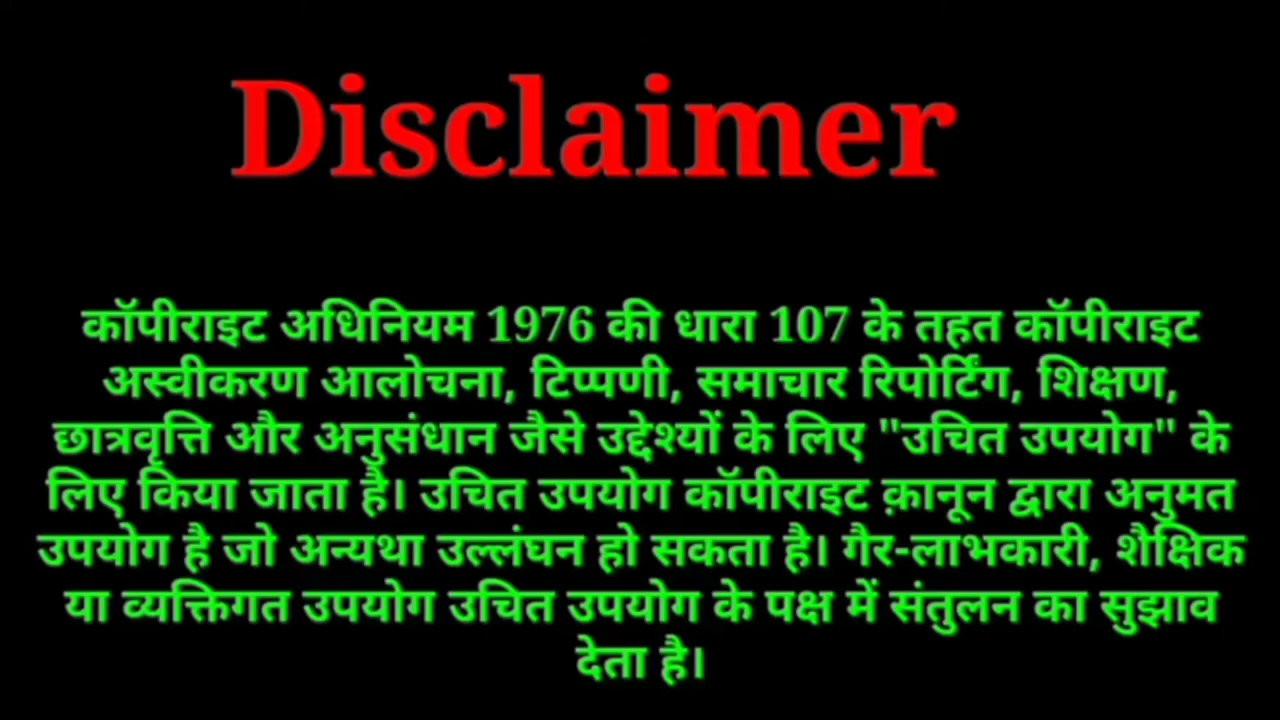 Disclaimer
कॉपीराइट अधिनियम 1976 की धारा 107 के तहत कॉपीराइट
अस्वीकरण आलोचना, टिप्पणी, समाचार रिपोर्टिंग, शिक्षण,
छात्रवृत्ति और अनुसंधान जैसे उद्देश्यों के लिए "उचित उपयोग" के
लिए किया जाता है। उचित उपयोग कॉपीराइट क़ानून द्वारा अनुमत
उपयोग है जो अन्यथा उल्लंघन हो सकता है। गैर-लाभकारी, शैक्षिक
या व्यक्तिगत उपयोग उचित उपयोग के पक्ष में संतुलन का सुझाव
देता है।